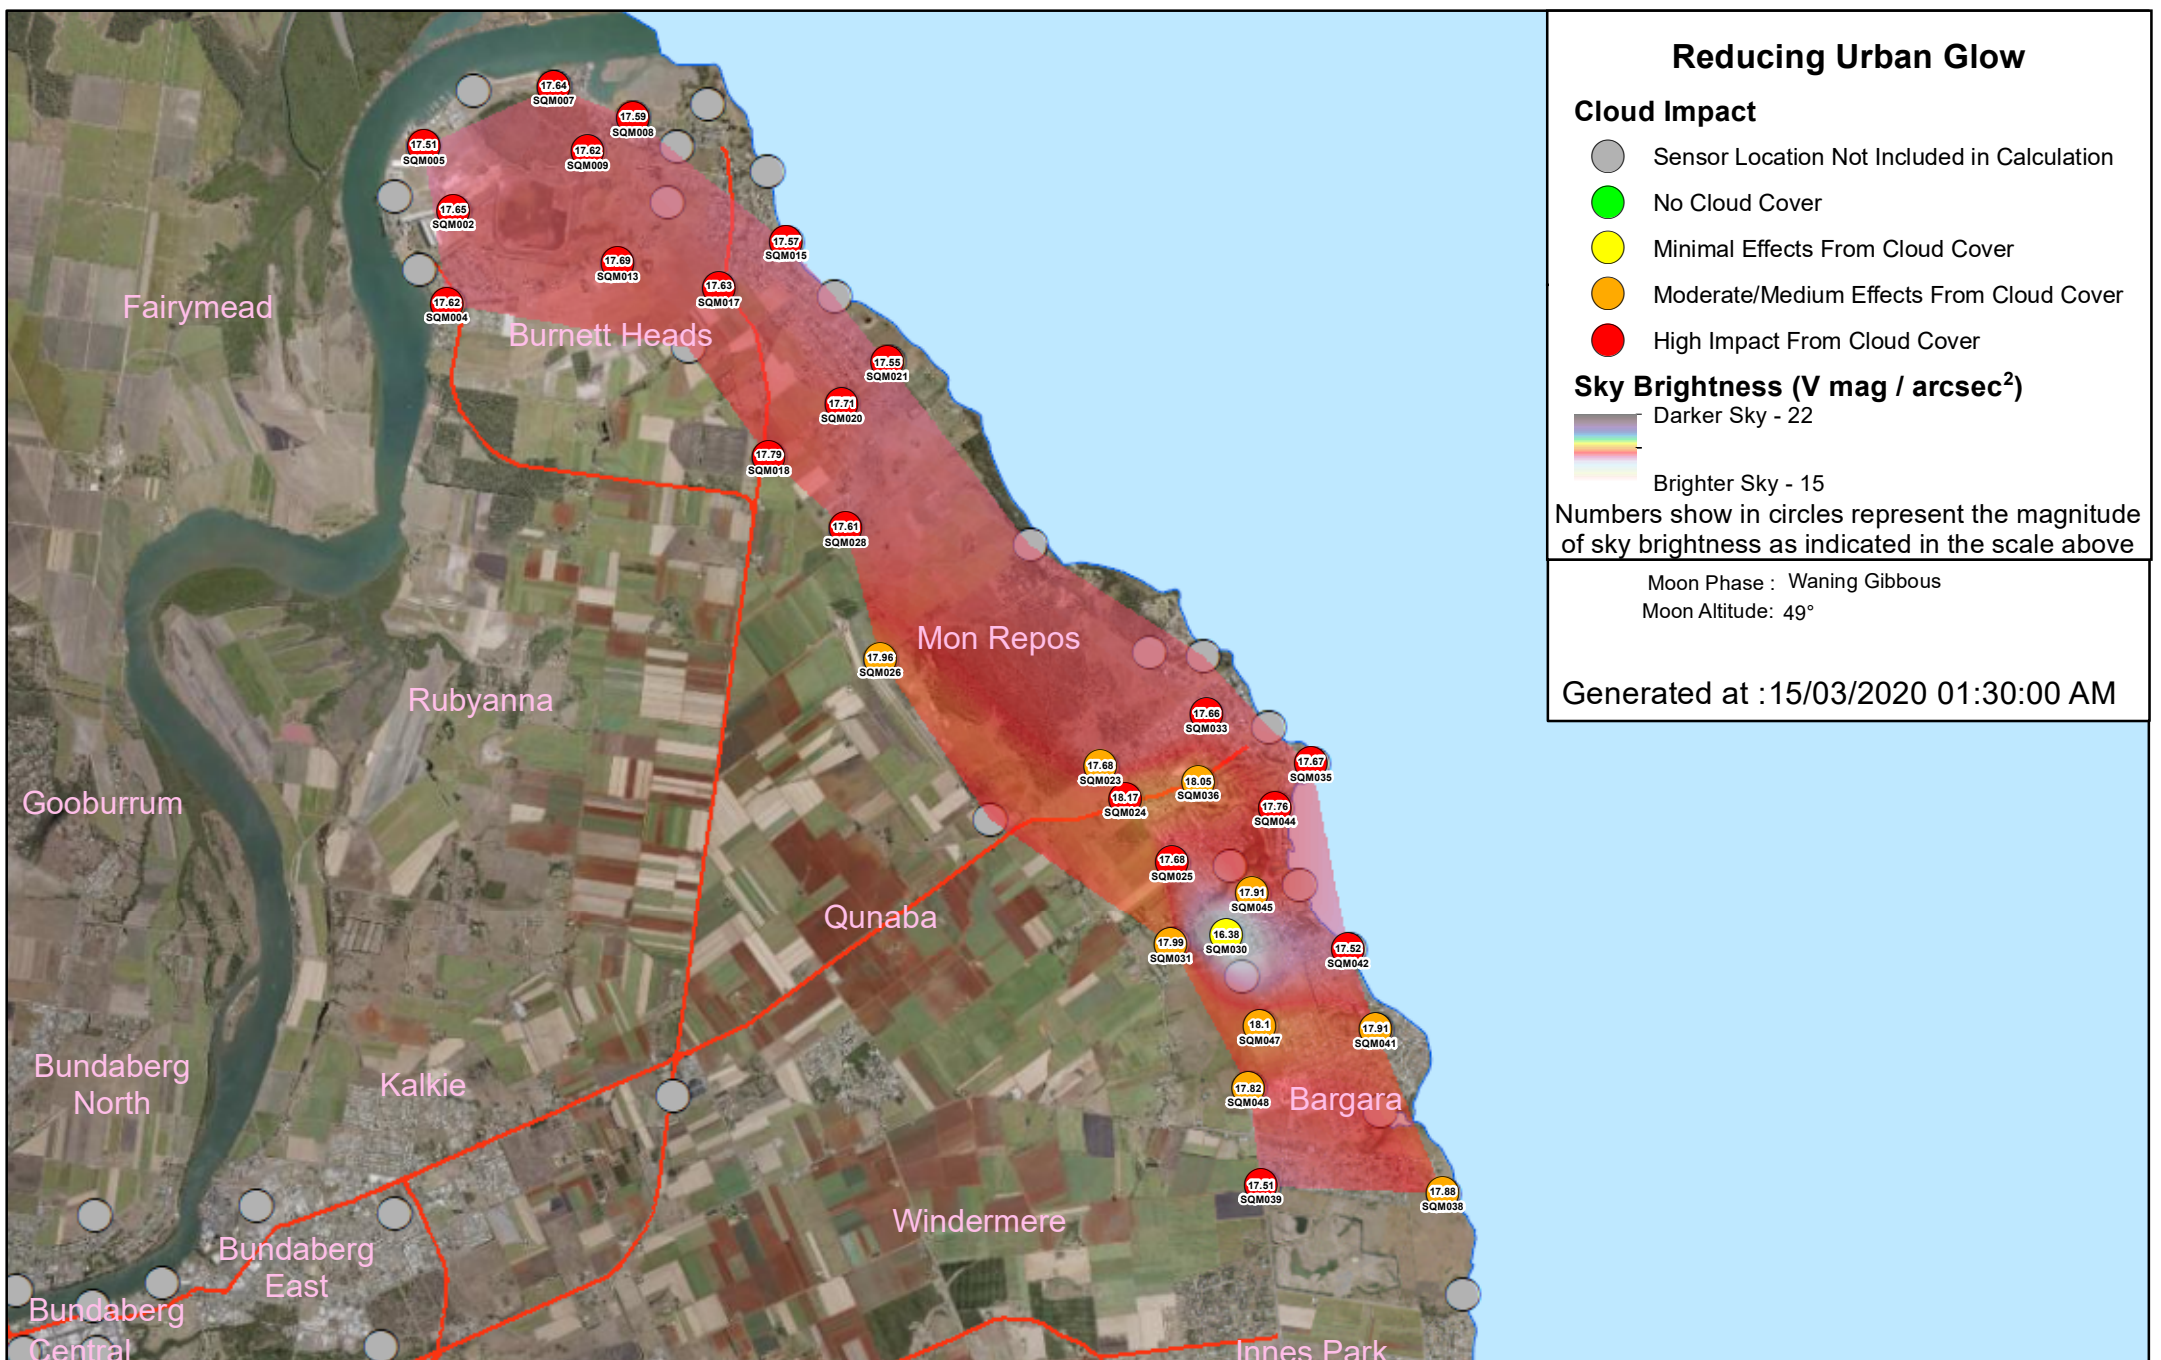 Reducing Urban Glow
Cloud Impact
Sensor Location Not Included in Calculation
No Cloud Cover
Minimal Effects From Cloud Cover
Moderate/Medium Effects From Cloud Cover
High Impact From Cloud Cover
Sky Brightness (V mag / arcsec²)
Darker Sky - 22
Brighter Sky - 15
Numbers show in circles represent the magnitude
of sky brightness as indicated in the scale above
Moon Phase : Waning Gibbous
Moon Altitude: 49°
Generated at :15/03/2020 01:30:00 AM
17.64
SQM007
17.59
SQM008
17.51
SQM005
17.62
SQM009
17.65
SQM002
17.57
SQM015
17.69
SQM013
17.63
SQM017
17.62
SQM004
Fairymead
Burnett Heads
17.55
SQM021
17.71
SQM020
17.79
SQM018
17.61
SQM028
Mon Repos
17.96
SQM026
Rubyanna
17.66
SQM033
17.68
SQM023
17.67
SQM035
18.05
SQM036
18.17
SQM024
17.76
SQM044
Gooburrum
17.68
SQM025
17.91
SQM045
Qunaba
16.38
SQM030
17.99
SQM031
17.52
SQM042
18.1
SQM047
17.91
SQM041
Bundaberg
North
Kalkie
17.82
SQM048
Bargara
17.51
SQM039
17.88
SQM038
Windermere
Bundaberg
East
Bundaberg
Central
Innes Park